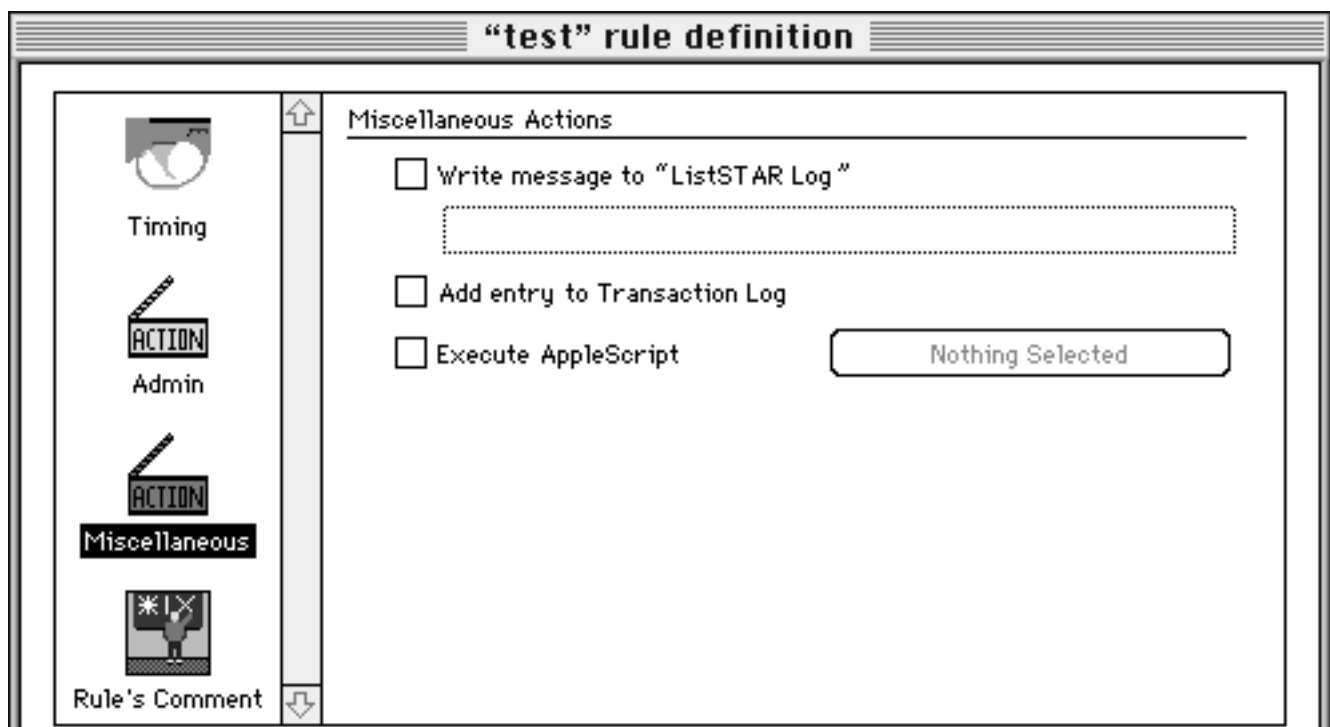 “test” rule definition
Timing
ACTION
Admin
ACTION
Miscellaneous
Rule's Comment
Miscellaneous Actions
Write message to “ListSTAR Log”
Add entry to Transaction Log
Execute AppleScript
Nothing Selected